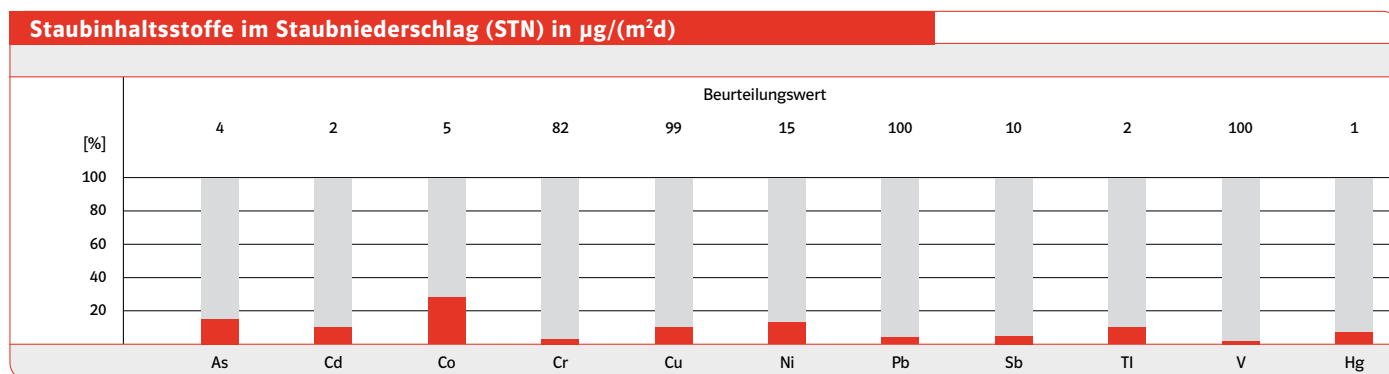 Staubinhaltsstoffe im Staubniederschlag (STN) in µg/(m²d)
Beurteilungswert
4 2 5 82 99 15 100 10 2 100 1
[%]
100
80
60
40
20
As Cd Co Cr Cu Ni Pb Sb Tl V Hg